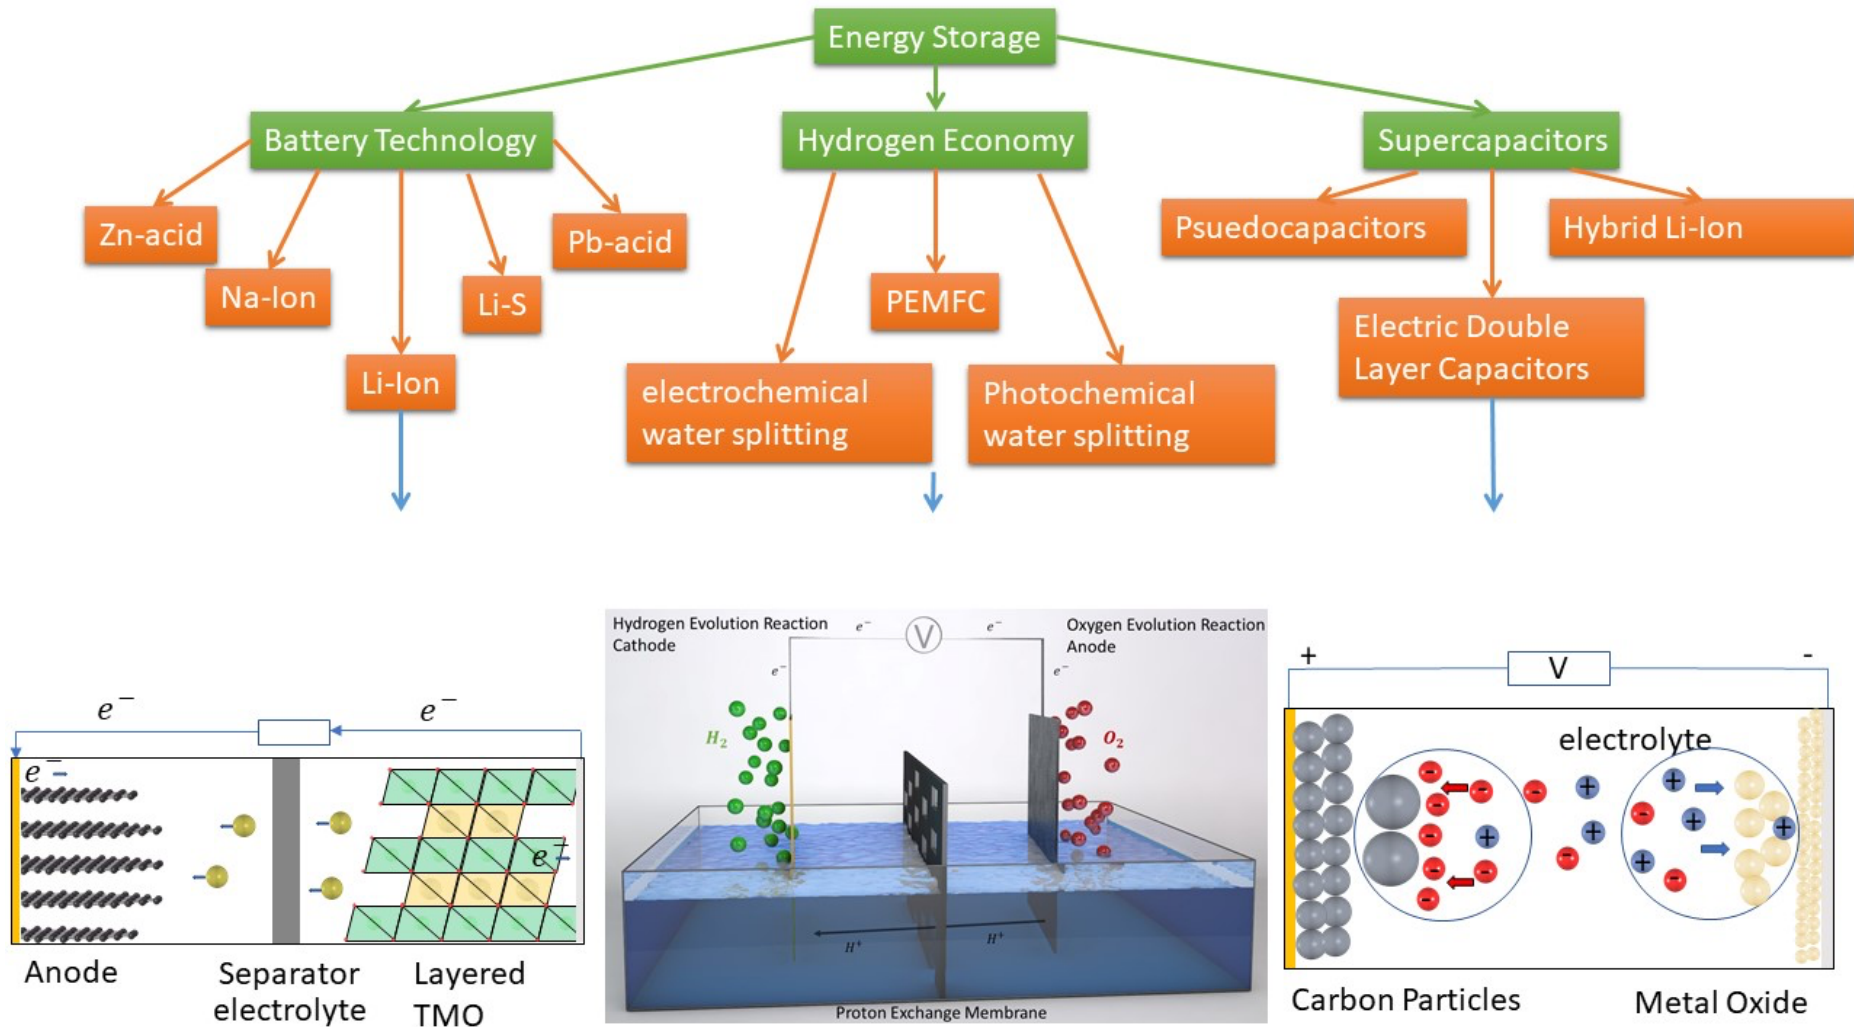 Energy Storage
Battery Technology
Hydrogen Economy
Supercapacitors
Zn-acid
Na-Ion
Li-Ion
Li-S
Pb-acid
electrochemical
water splitting
PEMFC
Photochemical
water splitting
Psuedocapacitors
Electric Double
Layer Capacitors
Hybrid Li-Ion
e⁻
e⁻
e⁻
e⁻
Anode
Separator
electrolyte
Layered
TMO
Hydrogen Evolution Reaction
Cathode
e⁻
V
e⁻
Oxygen Evolution Reaction
Anode
e⁻
e⁻
H₂
O₂
H⁺
H⁺
Proton Exchange Membrane
+
V
-
electrolyte
-
-
-
-
-
-
-
-
-
-
-
+
+
+
+
+
+
+
Carbon Particles
Metal Oxide